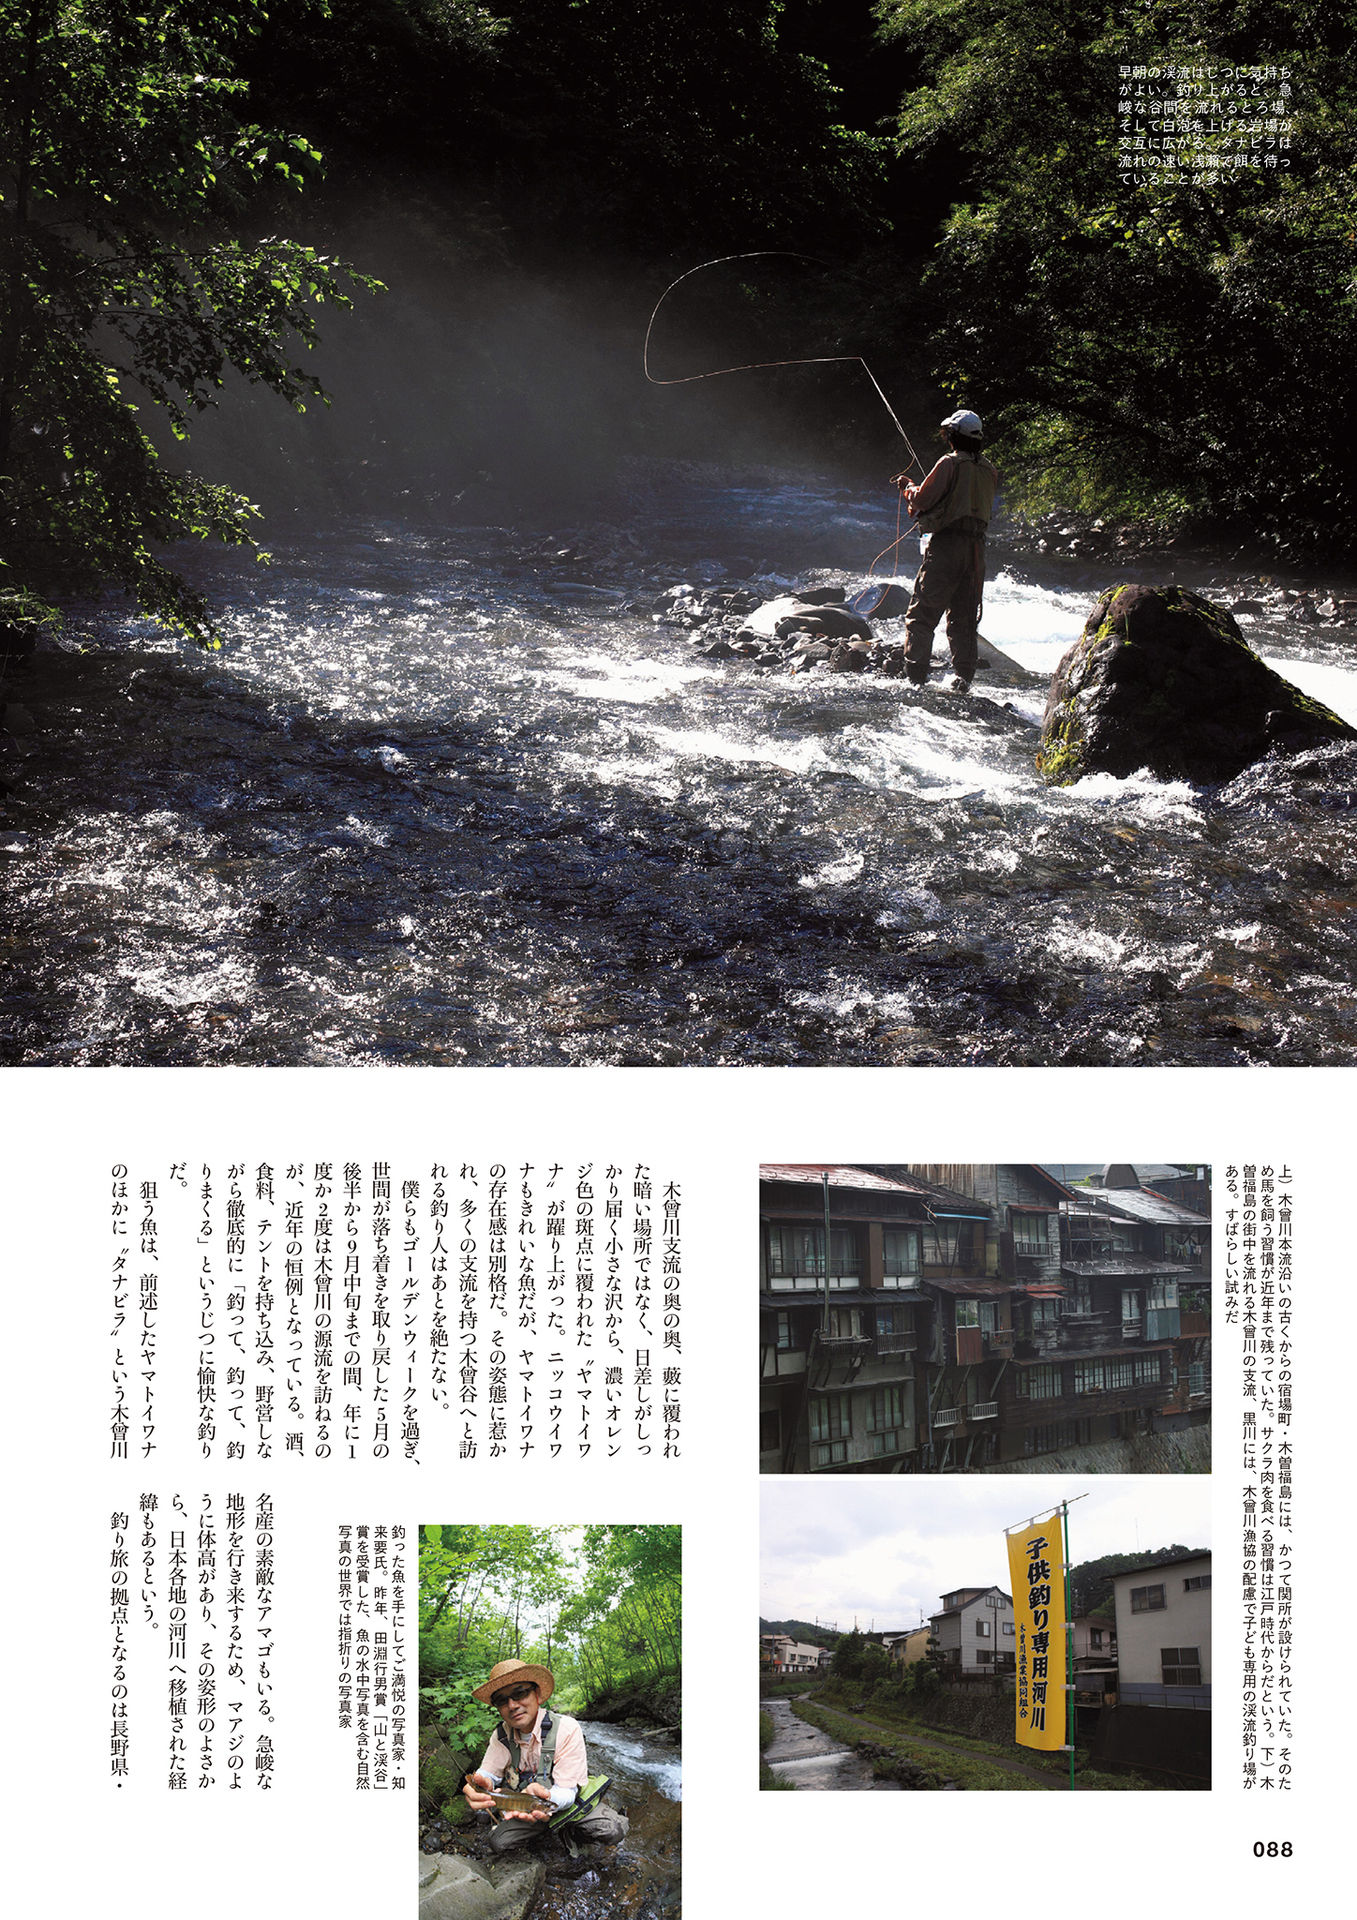 早朝の渓流はじつに気持ち
がよい。釣り上がると、急
峻な谷間を流れるとろ場、
そして白泡を上げる岩場が
交互に広がる。タナビラは
流れの速い浅瀬で餌を待っ
ていることが多い
上）木曾川本流沿いの古くからの宿場町・木曽福島には、かつて関所が設けられていた。そのた
め馬を飼う習慣が近年まで残っていた。サクラ肉を食べる習慣は江戸時代からだという。下）木
曽福島の街中を流れる木曾川の支流、黒川には、木曾川漁協の配慮で子ども専用の渓流釣り場が
ある。すばらしい試みだ
子供釣り専用河川
木曽川漁業協同組合
木曾川支流の奥の奥、藪に覆われ
た暗い場所ではなく、日差しがしっ
かり届く小さな沢から、濃いオレン
ジ色の斑点に覆われた〝ヤマトイワ
ナ〟が躍り上がった。ニッコウイワ
ナもきれいな魚だが、ヤマトイワナ
の存在感は別格だ。その姿態に惹か
れ、多くの支流を持つ木曾谷へと訪
れる釣り人はあとを絶たない。
僕らもゴールデンウィークを過ぎ、
世間が落ち着きを取り戻した5月の
後半から9月中旬までの間、年に1
度か2度は木曾川の源流を訪ねるの
が、近年の恒例となっている。酒、
食料、テントを持ち込み、野営しな
がら徹底的に「釣って、釣って、釣
りまくる」というじつに愉快な釣り
だ。
狙う魚は、前述したヤマトイワナ
のほかに〝タナビラ〟という木曾川
釣った魚を手にしてご満悦の写真家・知
来要氏。昨年、田淵行男賞「山と渓谷」
賞を受賞した、魚の水中写真を含む自然
写真の世界では指折りの写真家
名産の素敵なアマゴもいる。急峻な
地形を行き来するため、マアジのよ
うに体高があり、その姿形のよさか
ら、日本各地の河川へ移植された経
緯もあるという。
釣り旅の拠点となるのは長野県・
088